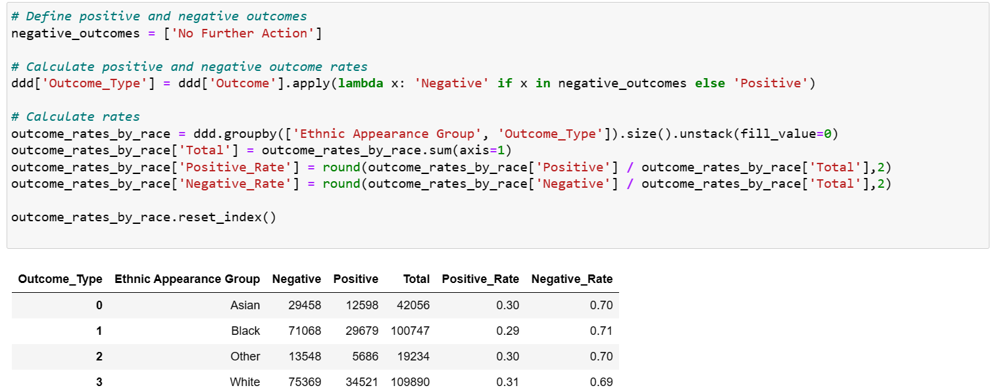 # Define positive and negative outcomes
negative_outcomes = ['No Further Action']
# Calculate positive and negative outcome rates
ddd['Outcome_Type'] = ddd['Outcome'].apply(lambda x: 'Negative' if x in negative_outcomes else 'Positive')
# Calculate rates
outcome_rates_by_race = ddd.groupby(['Ethnic Appearance Group', 'Outcome_Type']).size().unstack(fill_value=0)
outcome_rates_by_race['Total'] = outcome_rates_by_race.sum(axis=1)
outcome_rates_by_race['Positive_Rate'] = round(outcome_rates_by_race['Positive'] / outcome_rates_by_race['Total'],2)
outcome_rates_by_race['Negative_Rate'] = round(outcome_rates_by_race['Negative'] / outcome_rates_by_race['Total'],2)
outcome_rates_by_race.reset_index()
Outcome_Type Ethnic Appearance Group Negative Positive Total Positive_Rate Negative_Rate
0 Asian 29458 12598 42056 0.30 0.70
1 Black 71068 29679 100747 0.29 0.71
2 Other 13548 5686 19234 0.30 0.70
3 White 75369 34521 109890 0.31 0.69